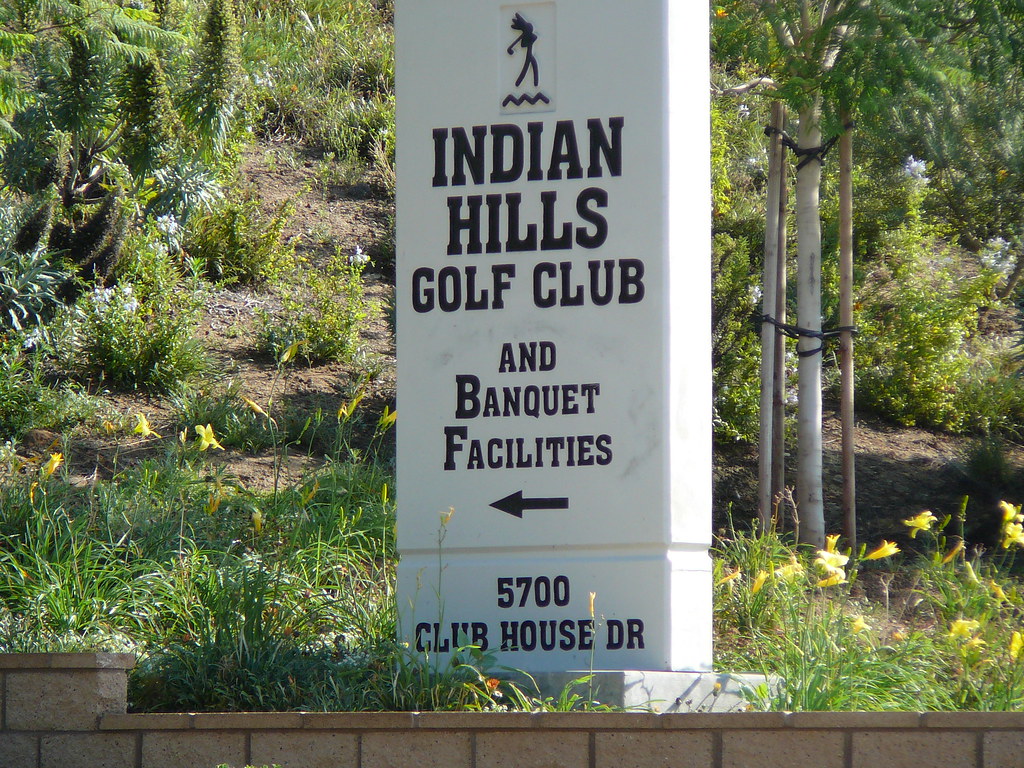 INDIAN
HILLS
GOLF CLUB
AND
BANQUET
FACILITIES
5700
CLUB HOUSE DR